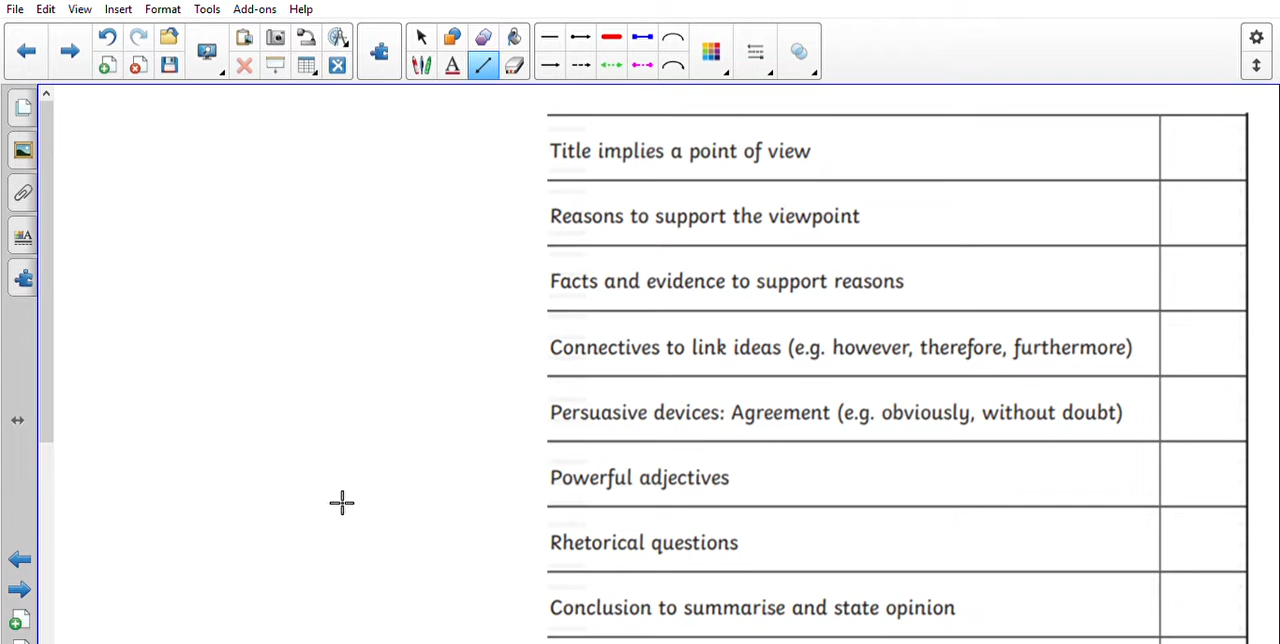 File Edit View Insert Format Tools Add-ons Help
Title implies a point of view
Reasons to support the viewpoint
Facts and evidence to support reasons
Connectives to link ideas (e.g. however, therefore, furthermore)
Persuasive devices: Agreement (e.g. obviously, without doubt)
Powerful adjectives
Rhetorical questions
Conclusion to summarise and state opinion